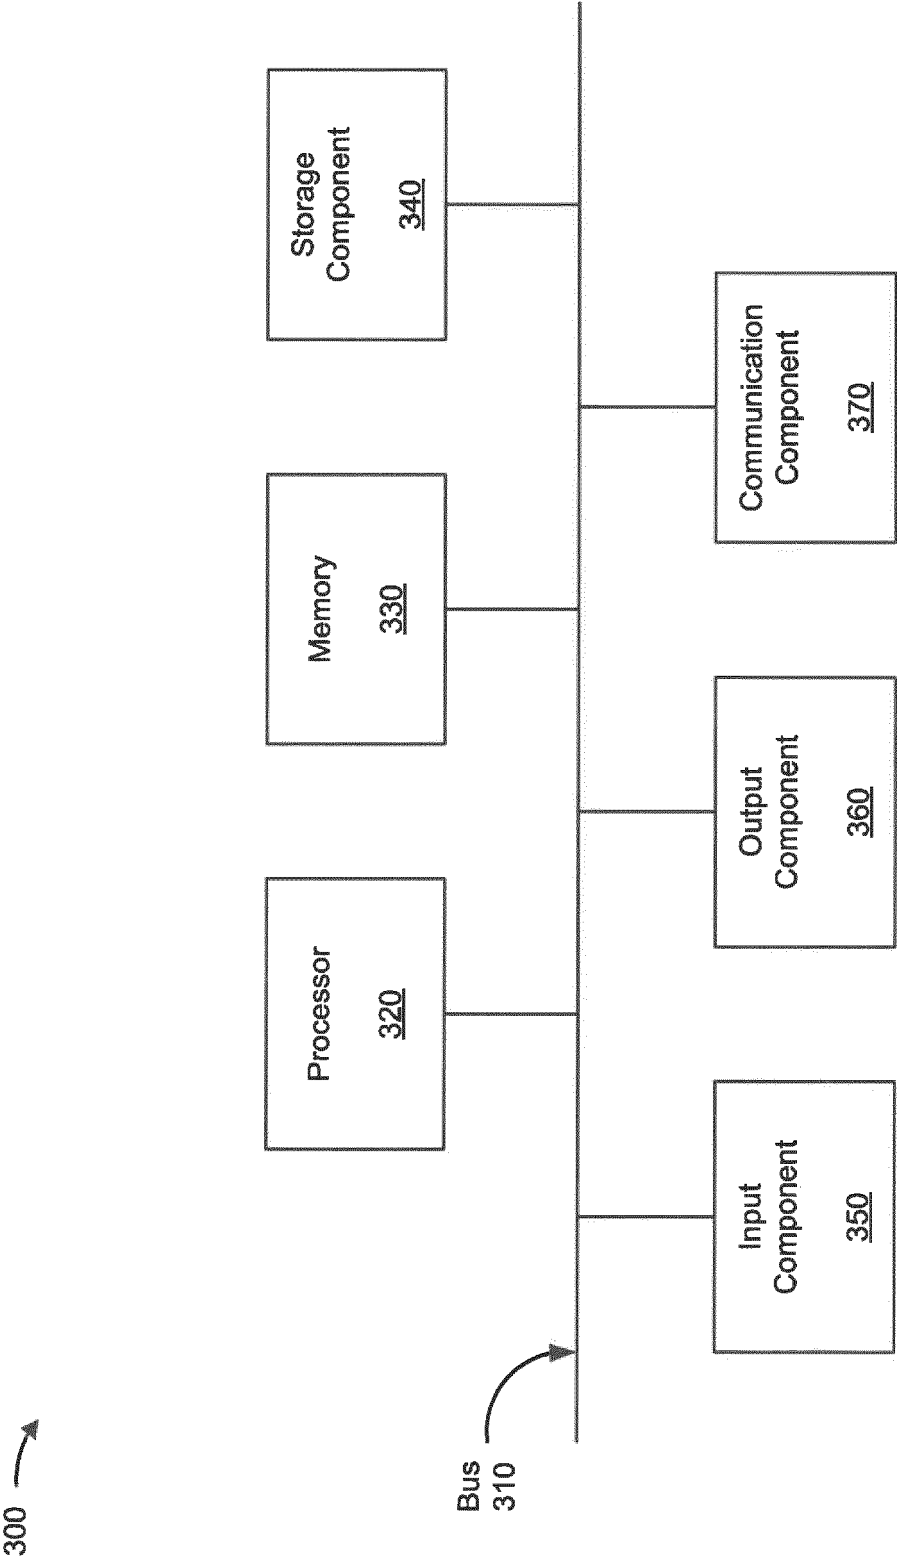 300
Processor
320
Memory
330
Storage
Component
340
Bus
310
Input
Component
350
Output
Component
360
Communication
Component
370